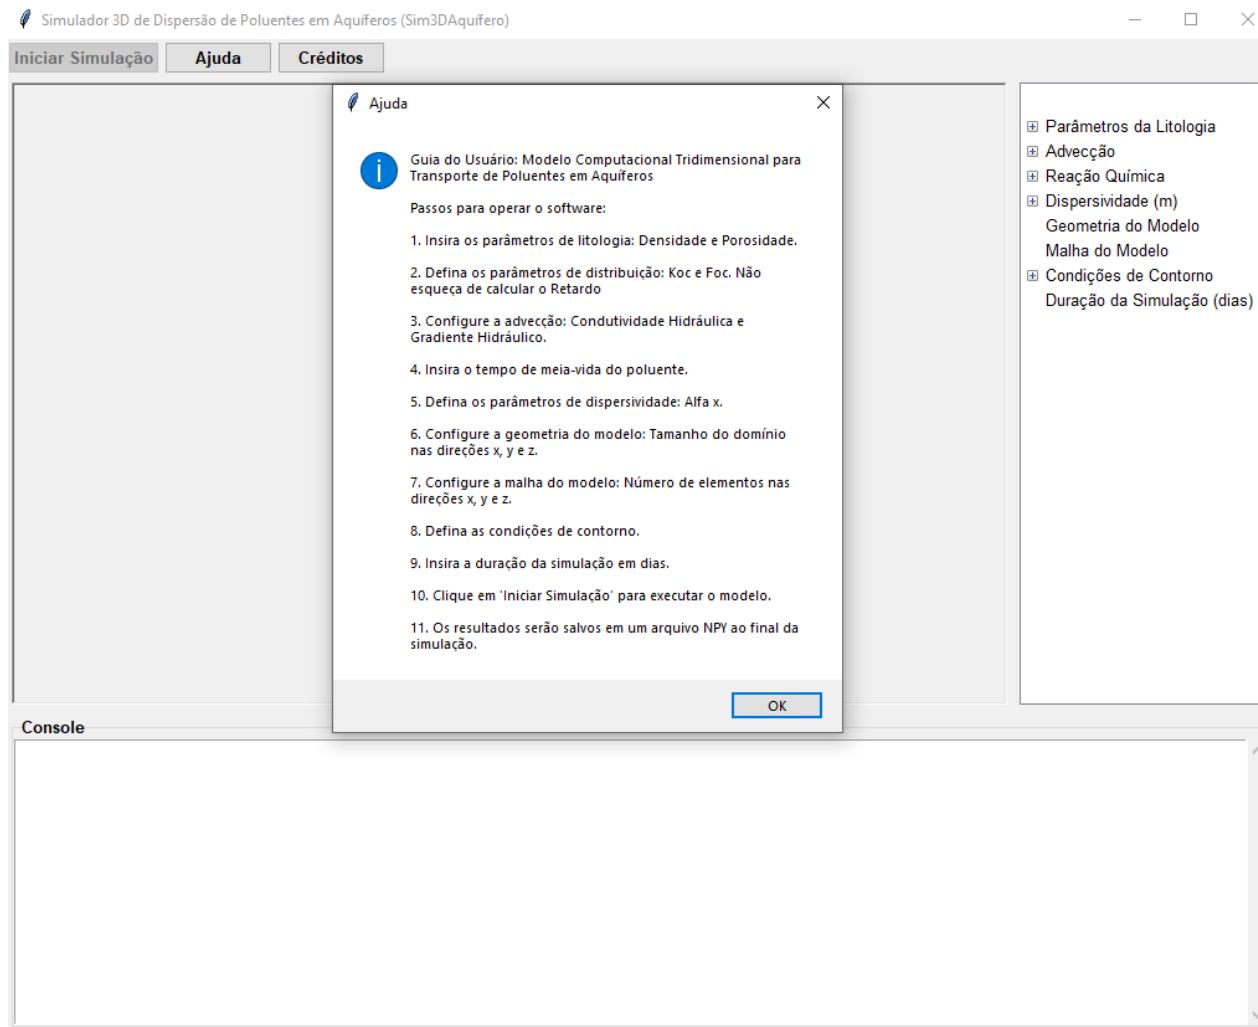 Simulador 3D de Dispersão de Poluentes em Aquíferos (Sim3DAquífero)
Iniciar Simulação Ajuda Créditos
Ajuda
Guia do Usuário: Modelo Computacional Tridimensional para
Transporte de Poluentes em Aquíferos
Passos para operar o software:
1. Insira os parâmetros de litologia: Densidade e Porosidade.
2. Defina os parâmetros de distribuição: Koc e Foc. Não
esqueça de calcular o Retardo
3. Configure a advecção: Condutividade Hidráulica e
Gradiente Hidráulico.
4. Insira o tempo de meia-vida do poluente.
5. Defina os parâmetros de dispersividade: Alfa x.
6. Configure a geometria do modelo: Tamanho do domínio
nas direções x, y e z.
7. Configure a malha do modelo: Número de elementos nas
direções x, y e z.
8. Defina as condições de contorno.
9. Insira a duração da simulação em dias.
10. Clique em 'Iniciar Simulação' para executar o modelo.
11. Os resultados serão salvos em um arquivo NPY ao final da
simulação.
OK
Parâmetros da Litologia
Advecção
Reação Química
Dispersividade (m)
Geometria do Modelo
Malha do Modelo
Condições de Contorno
Duração da Simulação (dias)
Console